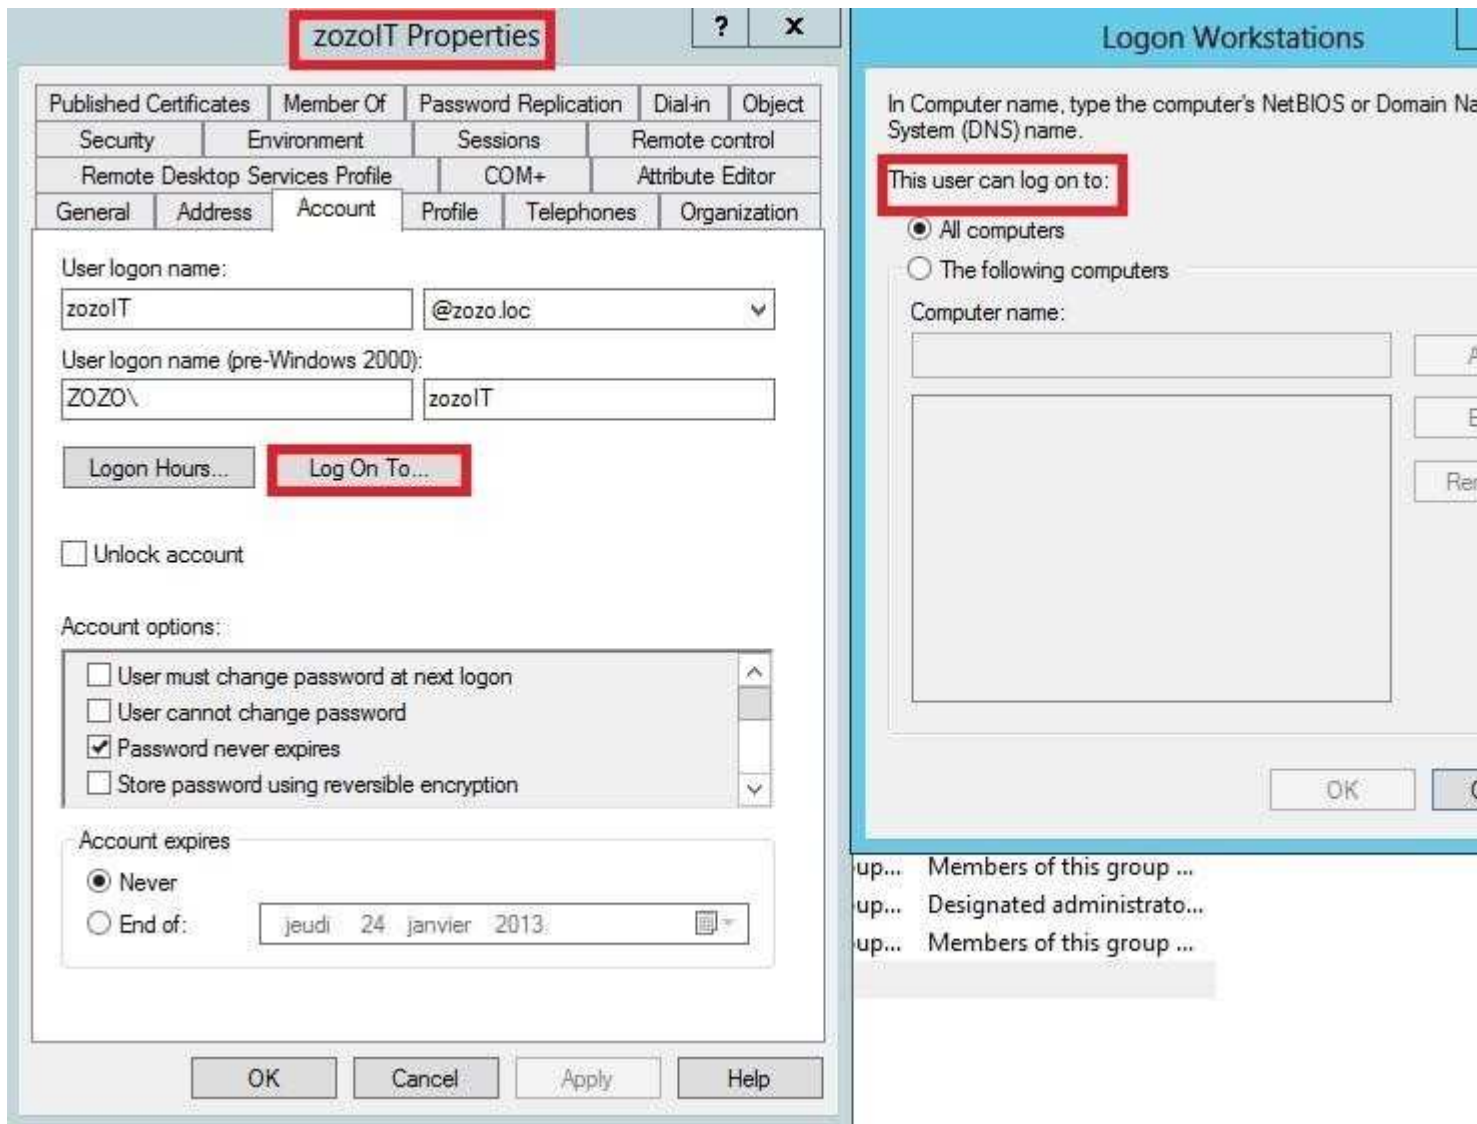 zozoIT Properties
? x
Published Certificates Member Of Password Replication Dial-in Object
Security Environment Sessions Remote control
Remote Desktop Services Profile COM+ Attribute Editor
General Address Account Profile Telephones Organization
User logon name:
zozoIT @zozo.loc
User logon name (pre-Windows 2000):
ZOZO\ zozoIT
Logon Hours... Log On To...
Unlock account
Account options:
User must change password at next logon
User cannot change password
Password never expires
Store password using reversible encryption
Account expires
Never
End of: jeudi 24 janvier 2013
OK Cancel Apply Help
Logon Workstations
In Computer name, type the computer's NetBIOS or Domain Na
System (DNS) name.
This user can log on to:
All computers
The following computers
Computer name:
Rem
OK
up... Members of this group ...
up... Designated administrato...
up... Members of this group ...